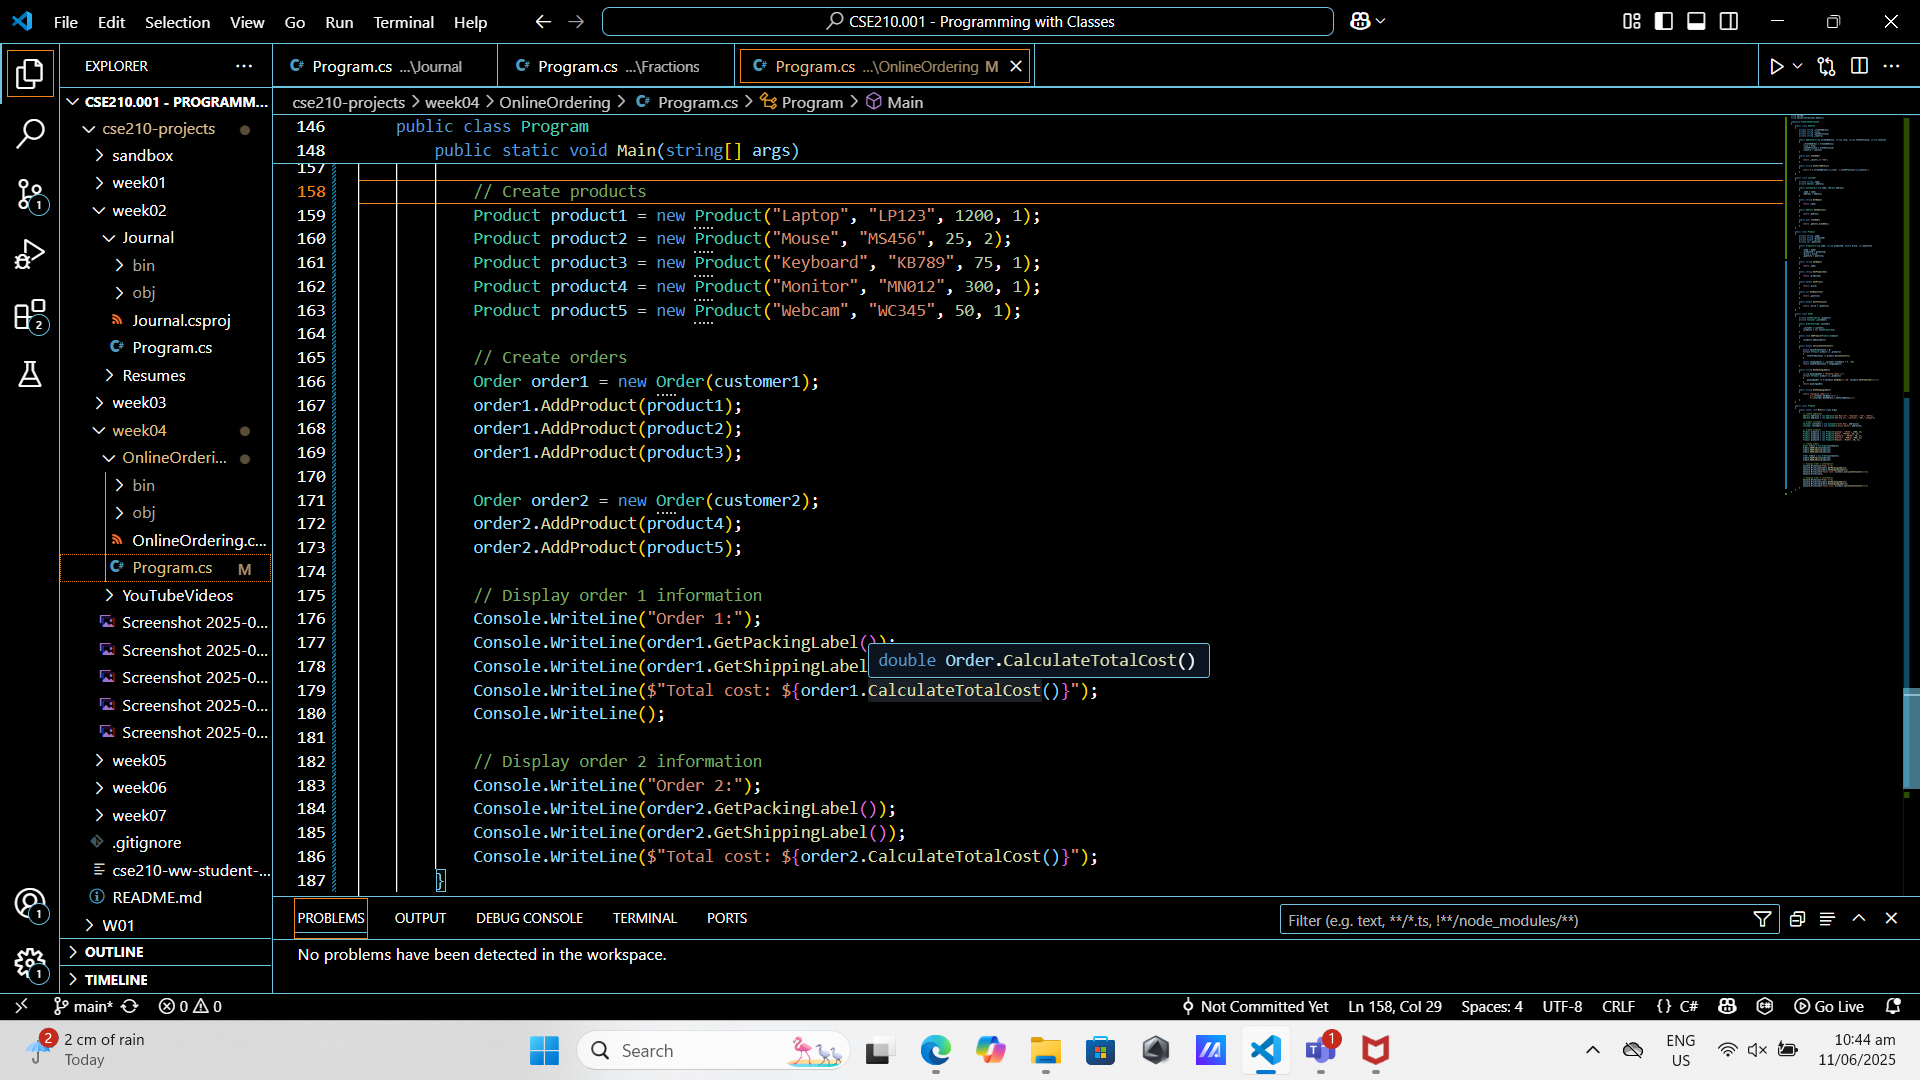 File Edit Selection View Go Run Terminal Help
CSE210.001 - Programming with Classes
EXPLORER
Program.cs ...\Journal
Program.cs ...\Fractions
Program.cs ...\OnlineOrdering M
cse210-projects > week04 > OnlineOrdering > Program.cs > Program > Main
CSE210.001 - PROGRAMM...
cse210-projects
sandbox
week01
week02
Journal
bin
obj
Journal.csproj
Program.cs
Resumes
week03
week04
OnlineOrderi...
bin
obj
OnlineOrdering.c...
Program.cs M
YouTubeVideos
Screenshot 2025-0...
Screenshot 2025-0...
Screenshot 2025-0...
Screenshot 2025-0...
Screenshot 2025-0...
week05
week06
week07
.gitignore
cse210-ww-student-...
README.md
W01
OUTLINE
TIMELINE
1
2
1
1
146 public class Program
148 public static void Main(string[] args)
157
158 // Create products
159 Product product1 = new Product("Laptop", "LP123", 1200, 1);
160 Product product2 = new Product("Mouse", "MS456", 25, 2);
161 Product product3 = new Product("Keyboard", "KB789", 75, 1);
162 Product product4 = new Product("Monitor", "MN012", 300, 1);
163 Product product5 = new Product("Webcam", "WC345", 50, 1);
164
165 // Create orders
166 Order order1 = new Order(customer1);
167 order1.AddProduct(product1);
168 order1.AddProduct(product2);
169 order1.AddProduct(product3);
170
171 Order order2 = new Order(customer2);
172 order2.AddProduct(product4);
173 order2.AddProduct(product5);
174
175 // Display order 1 information
176 Console.WriteLine("Order 1:");
177 Console.WriteLine(order1.GetPackingLabel());
double Order.CalculateTotalCost()
178 Console.WriteLine(order1.GetShippingLabel
179 Console.WriteLine($"Total cost: ${order1.CalculateTotalCost()}");
180 Console.WriteLine();
181
182 // Display order 2 information
183 Console.WriteLine("Order 2:");
184 Console.WriteLine(order2.GetPackingLabel());
185 Console.WriteLine(order2.GetShippingLabel());
186 Console.WriteLine($"Total cost: ${order2.CalculateTotalCost()}");
187 }
PROBLEMS OUTPUT DEBUG CONSOLE TERMINAL PORTS
Filter (e.g. text, **/*.ts, !**/node_modules/**)
No problems have been detected in the workspace.
main* 0 0
Not Committed Yet Ln 158, Col 29 Spaces: 4 UTF-8 CRLF {} C# Go Live
2
2 cm of rain
Today
Search
1
ENG
US
10:44 am
11/06/2025